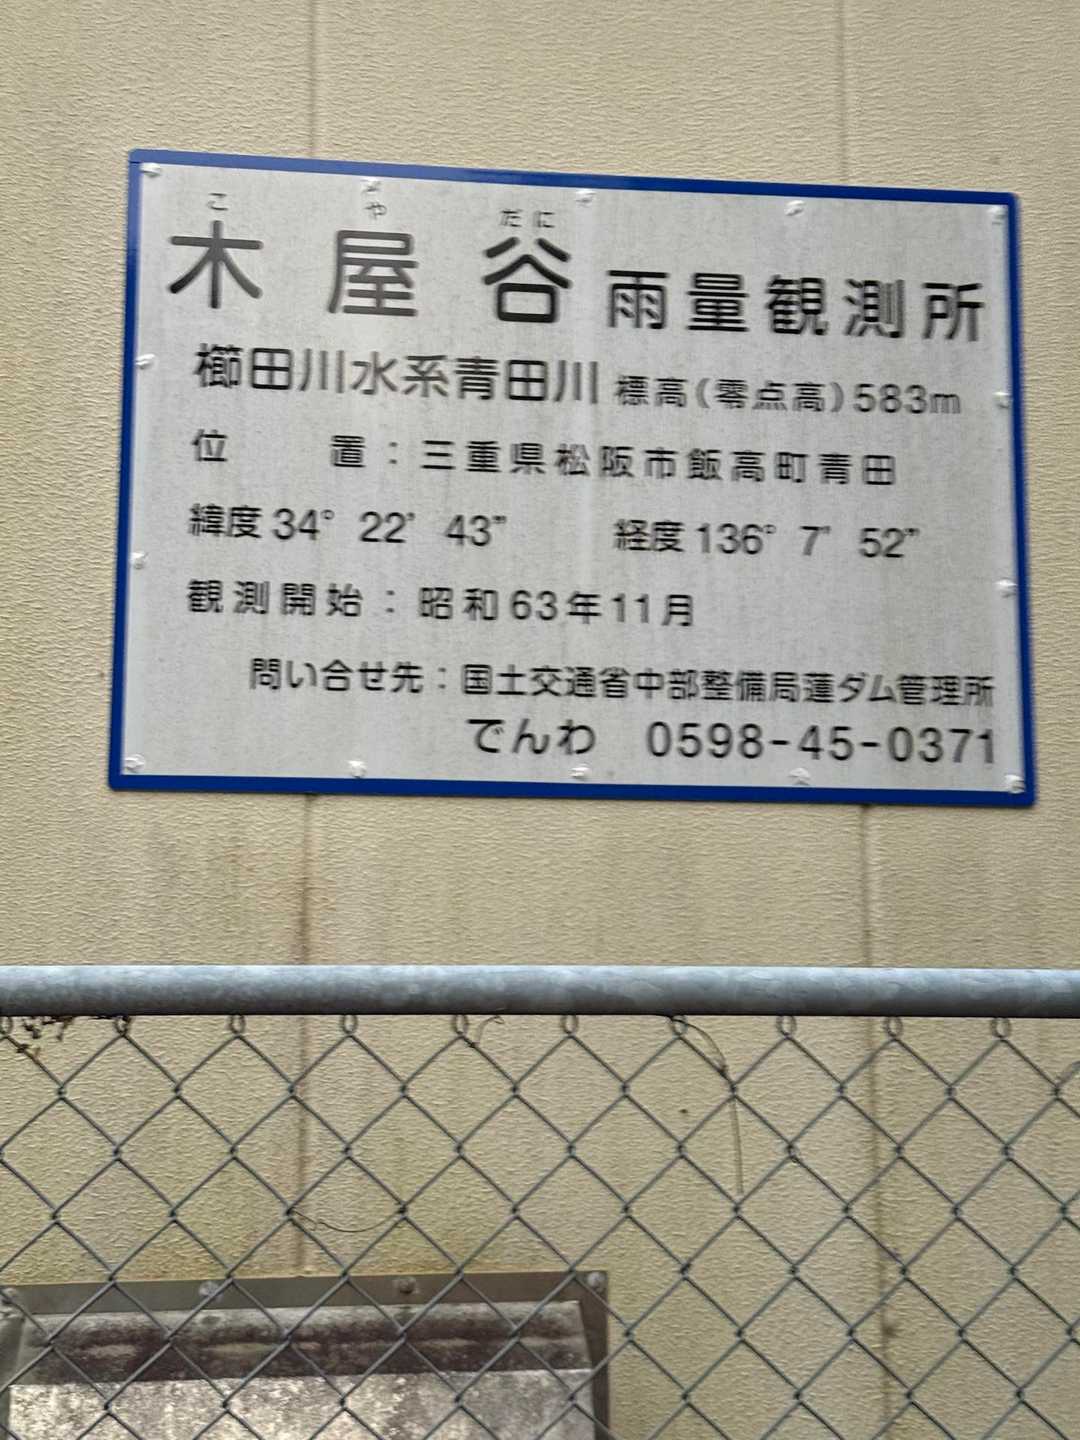 こ や だに
木屋谷雨量観測所
櫛田川水系青田川 標高(零点高)583m
位 置:三重県松阪市飯高町青田
緯度34° 22' 43" 経度136° 7' 52"
観測開始:昭和63年11月
問い合せ先:国土交通省中部整備局蓮ダム管理所
でんわ 0598-45-0371